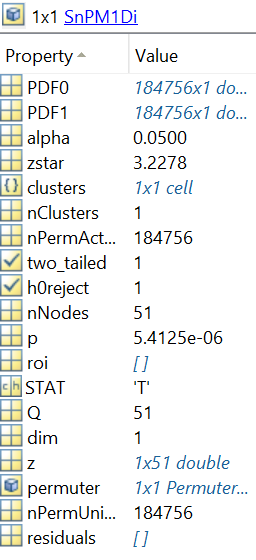 1x1 SnPM1Di
Property Value
PDF0 184756x1 do...
PDF1 184756x1 do...
alpha 0.0500
zstar 3.2278
{} clusters 1x1 cell
nClusters 1
nPermAct... 184756
two_tailed 1
h0reject 1
nNodes 51
p 5.4125e-06
roi []
ch STAT 'T'
Q 51
dim 1
z 1x51 double
permuter 1x1 Permuter...
nPermUni... 184756
residuals []